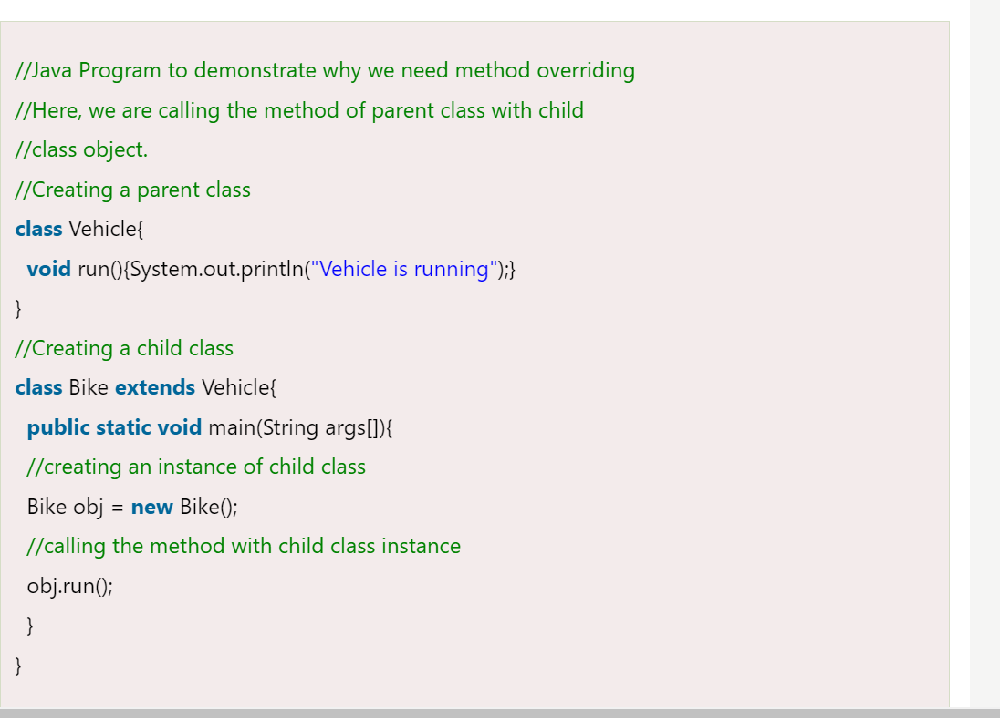 //Java Program to demonstrate why we need method overriding
//Here, we are calling the method of parent class with child
//class object.
//Creating a parent class
class Vehicle{
void run(){System.out.println("Vehicle is running");}
}
//Creating a child class
class Bike extends Vehicle{
public static void main(String args[]){
//creating an instance of child class
Bike obj = new Bike();
//calling the method with child class instance
obj.run();
}
}